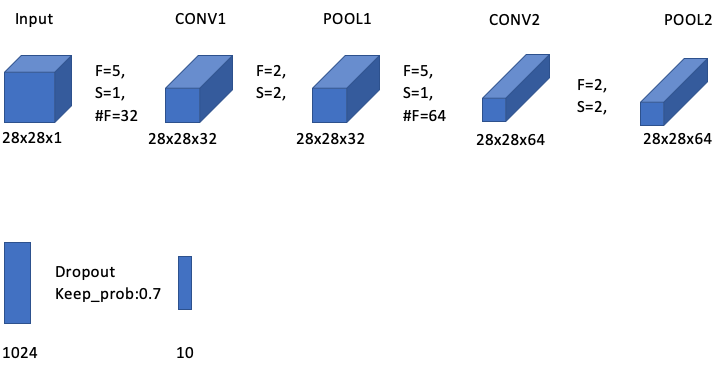 Input
CONV1
POOL1
CONV2
POOL2
F=5,
S=1,
#F=32
F=2,
S=2,
F=5,
S=1,
#F=64
F=2,
S=2,
28x28x1
28x28x32
28x28x32
28x28x64
28x28x64
Dropout
Keep_prob:0.7
1024
10